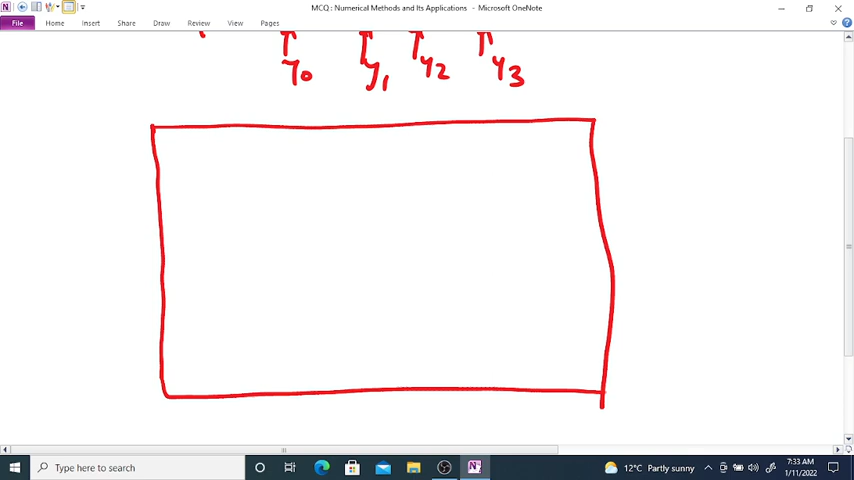 MCQ : Numerical Methods and Its Applications - Microsoft OneNote
File Home Insert Share Draw History Review View Pages
y0 y1 y2 y3
Type here to search
12°C Partly sunny
7:33 AM
1/11/2022